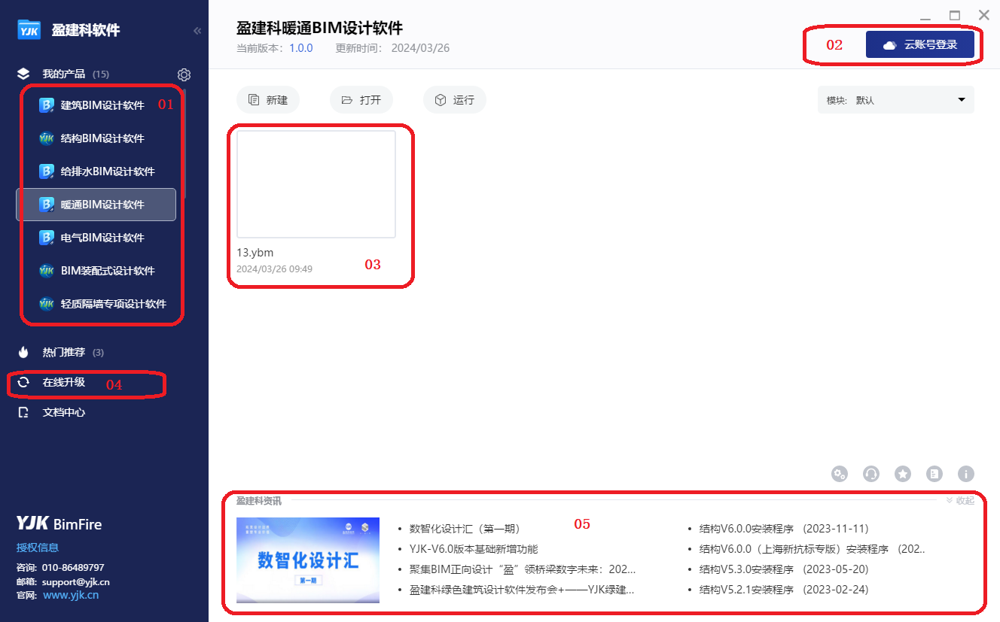 YJK 盈建科软件
«
我的产品 (15)
建筑BIM设计软件 01
结构BIM设计软件
给排水BIM设计软件
暖通BIM设计软件
电气BIM设计软件
BIM装配式设计软件
轻质隔墙专项设计软件
热门推荐 (3)
在线升级 04
文档中心
YJK BimFire
授权信息
咨询: 010-86489797
邮箱: support@yjk.cn
官网: www.yjk.cn
盈建科暖通BIM设计软件
当前版本: 1.0.0 更新时间: 2024/03/26
02 云账号登录
新建 打开 运行
模块: 默认
13.ybm
2024/03/26 09:49
03
盈建科资讯
收起
05
数智化设计汇
第一期
• 数智化设计汇（第一期）
• YJK-V6.0版本基础新增功能
• 聚集BIM正向设计“盈”领桥梁数字未来：202...
• 盈建科绿色建筑设计软件发布会+——YJK绿建...
• 结构V6.0.0安装程序 (2023-11-11)
• 结构V6.0.0（上海新抗标专版）安装程序 (202..
• 结构V5.3.0安装程序 (2023-05-20)
• 结构V5.2.1安装程序 (2023-02-24)